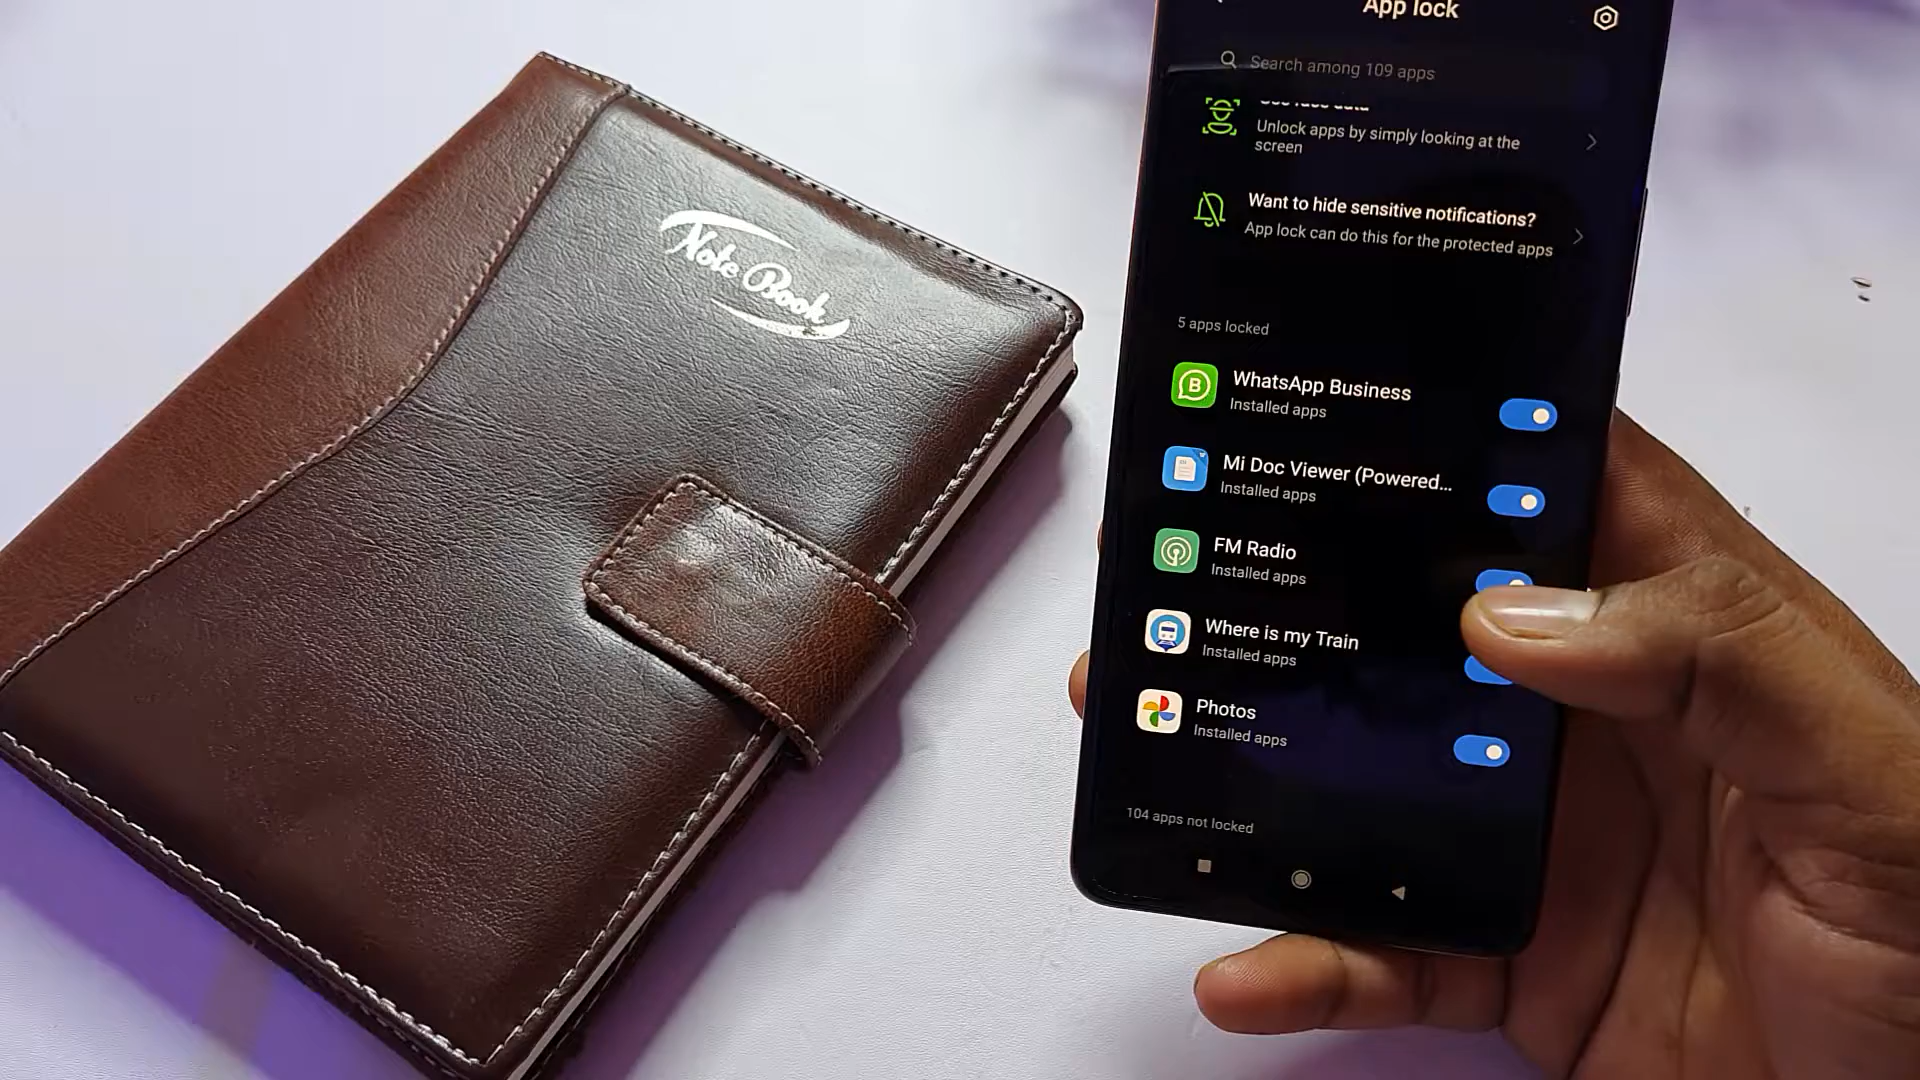 Note Book
App lock
Search among 109 apps
Unlock apps by simply looking at the
screen
Want to hide sensitive notifications?
App lock can do this for the protected apps
5 apps locked
WhatsApp Business
Installed apps
Mi Doc Viewer (Powered...
Installed apps
FM Radio
Installed apps
Where is my Train
Installed apps
Photos
Installed apps
104 apps not locked